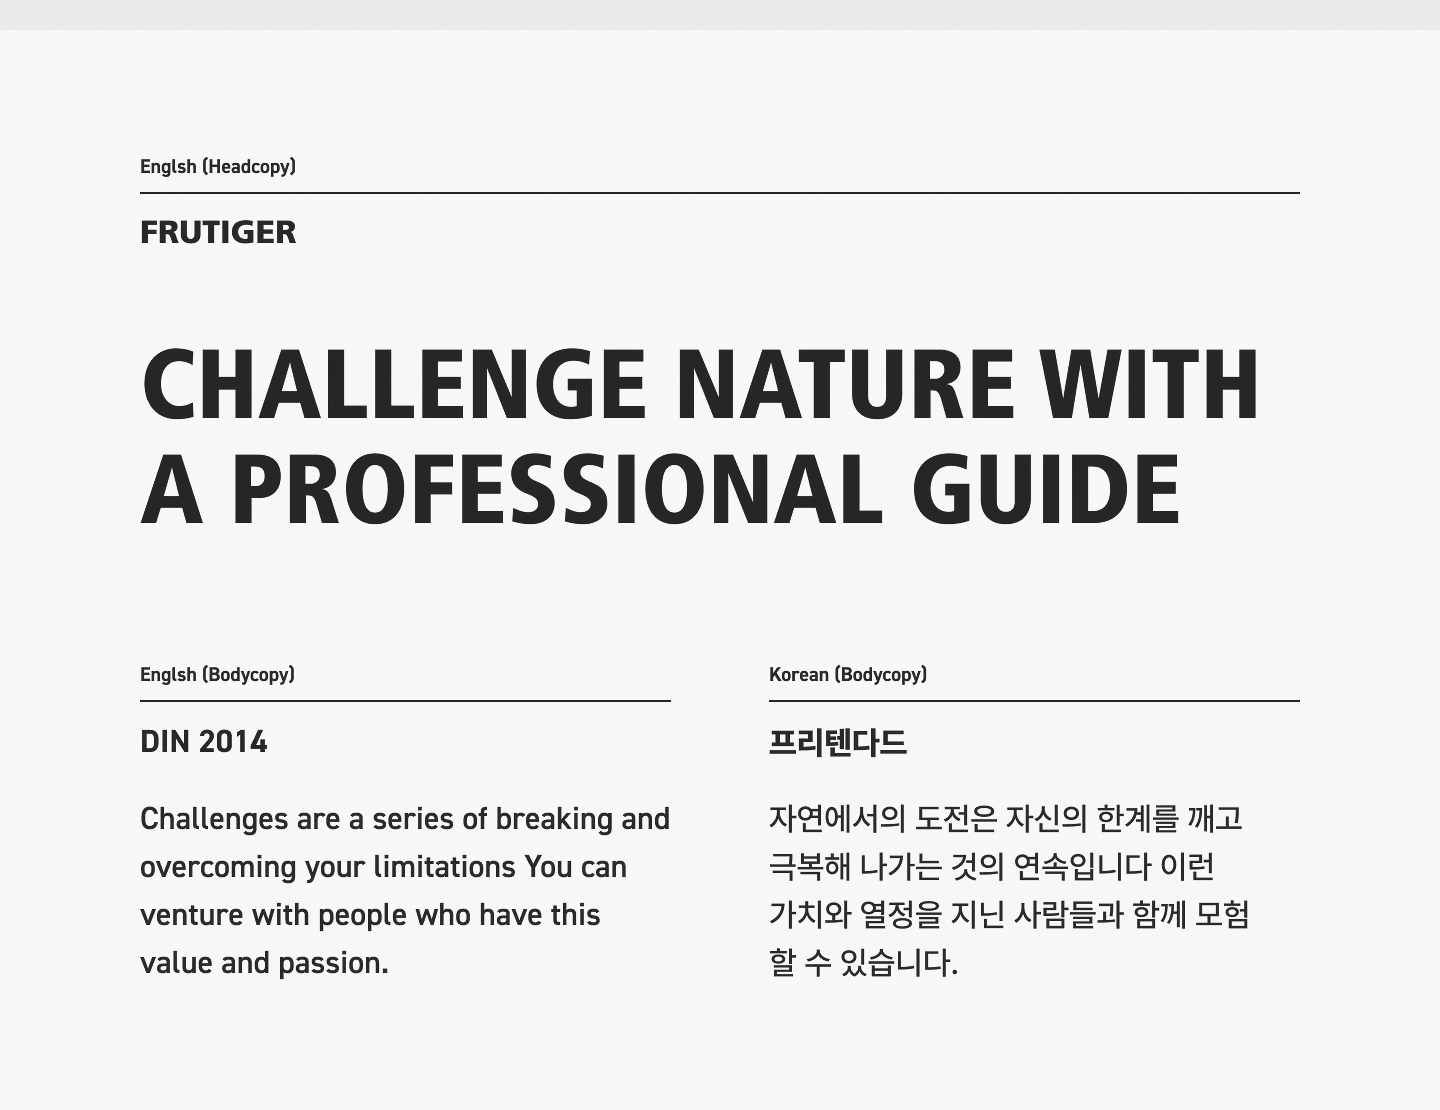 Englsh (Headcopy)
FRUTIGER
CHALLENGE NATURE WITH
A PROFESSIONAL GUIDE
Englsh (Bodycopy)
DIN 2014
Challenges are a series of breaking and
overcoming your limitations You can
venture with people who have this
value and passion.
Korean (Bodycopy)
프리텐다드
자연에서의 도전은 자신의 한계를 깨고
극복해 나가는 것의 연속입니다 이런
가치와 열정을 지닌 사람들과 함께 모험
할 수 있습니다.